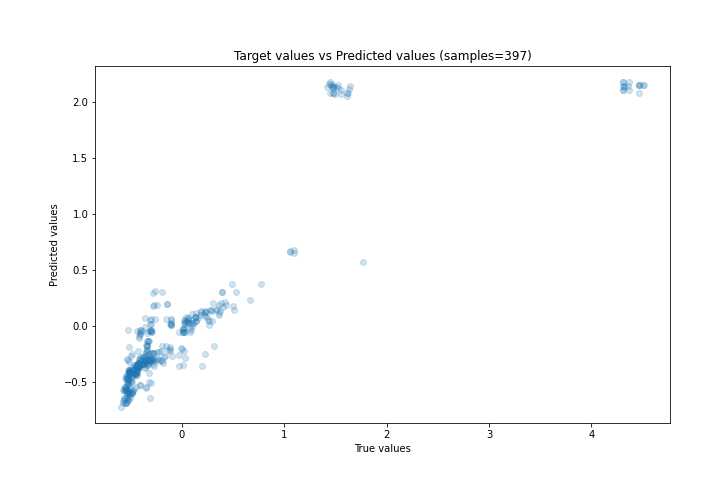 Target values vs Predicted values (samples=397)
Predicted values
2.0
1.5
1.0
0.5
0.0
−0.5
0 1 2 3 4
True values